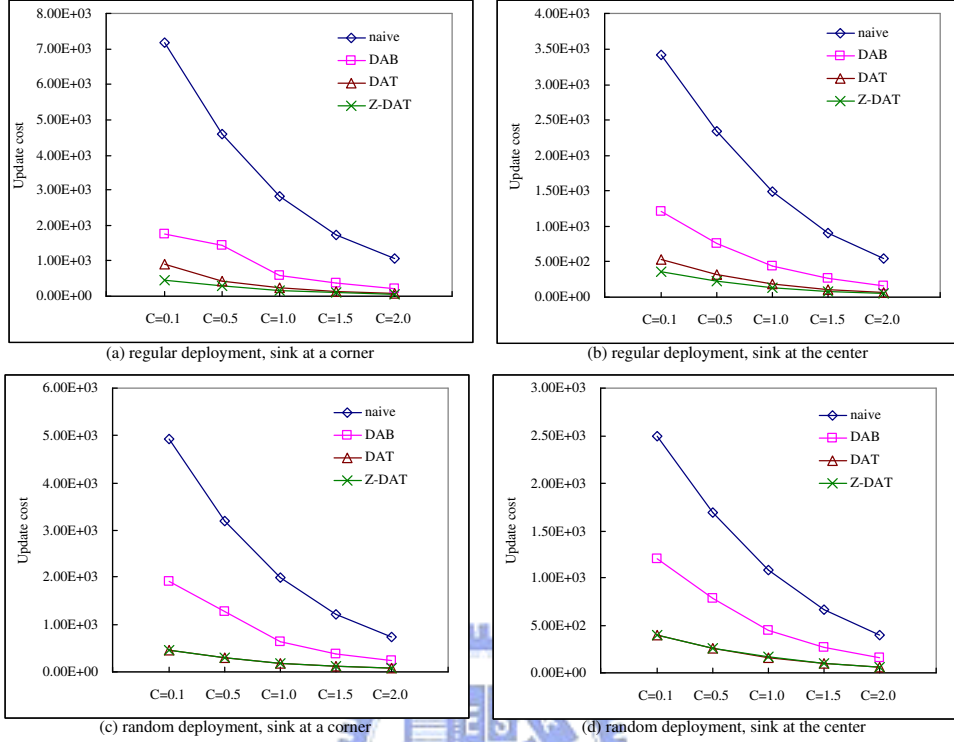 8.00E+03
7.00E+03
6.00E+03
5.00E+03
4.00E+03
3.00E+03
2.00E+03
1.00E+03
0.00E+00
Update cost
naive
DAB
DAT
Z-DAT
C=0.1 C=0.5 C=1.0 C=1.5 C=2.0
(a) regular deployment, sink at a corner
4.00E+03
3.50E+03
3.00E+03
2.50E+03
2.00E+03
1.50E+03
1.00E+03
5.00E+02
0.00E+00
Update cost
naive
DAB
DAT
Z-DAT
C=0.1 C=0.5 C=1.0 C=1.5 C=2.0
(b) regular deployment, sink at the center
6.00E+03
5.00E+03
4.00E+03
3.00E+03
2.00E+03
1.00E+03
0.00E+00
Update cost
naive
DAB
DAT
Z-DAT
C=0.1 C=0.5 C=1.0 C=1.5 C=2.0
(c) random deployment, sink at a corner
3.00E+03
2.50E+03
2.00E+03
1.50E+03
1.00E+03
5.00E+02
0.00E+00
Update cost
naive
DAB
DAT
Z-DAT
C=0.1 C=0.5 C=1.0 C=1.5 C=2.0
(d) random deployment, sink at the center